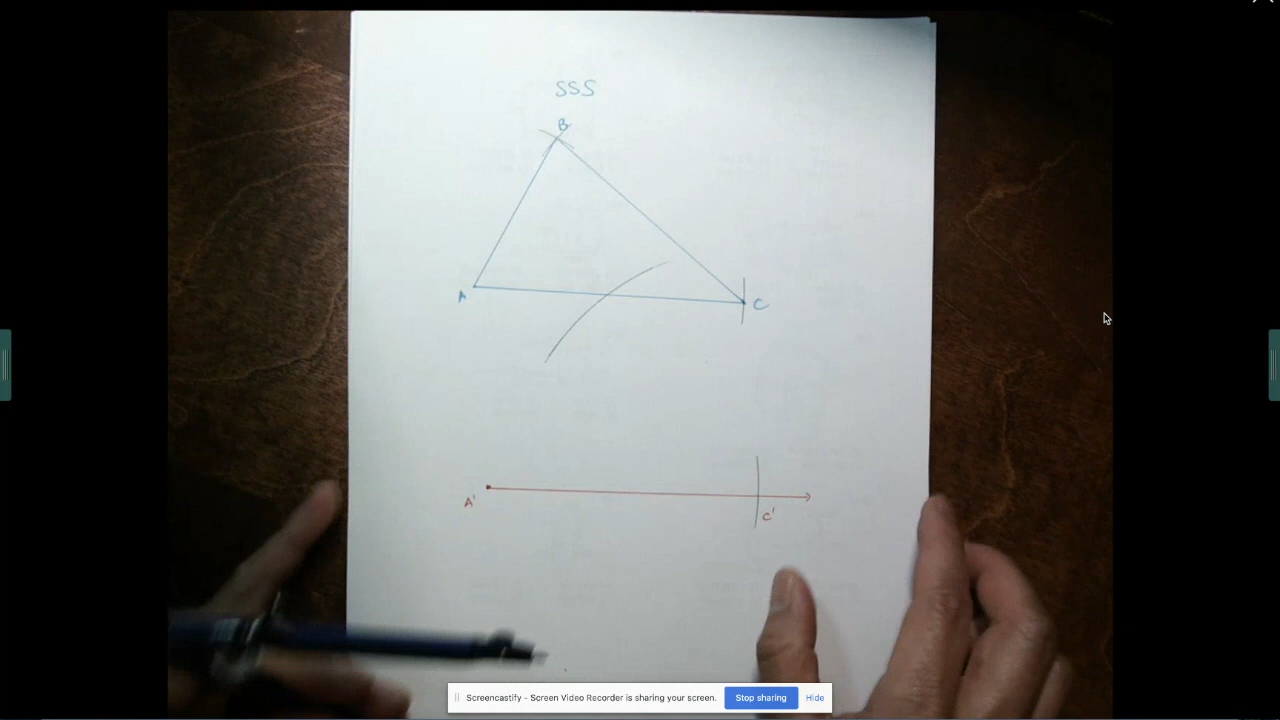 SSS
B
A
C
A'
C'
Screencastify - Screen Video Recorder is sharing your screen.
Stop sharing
Hide